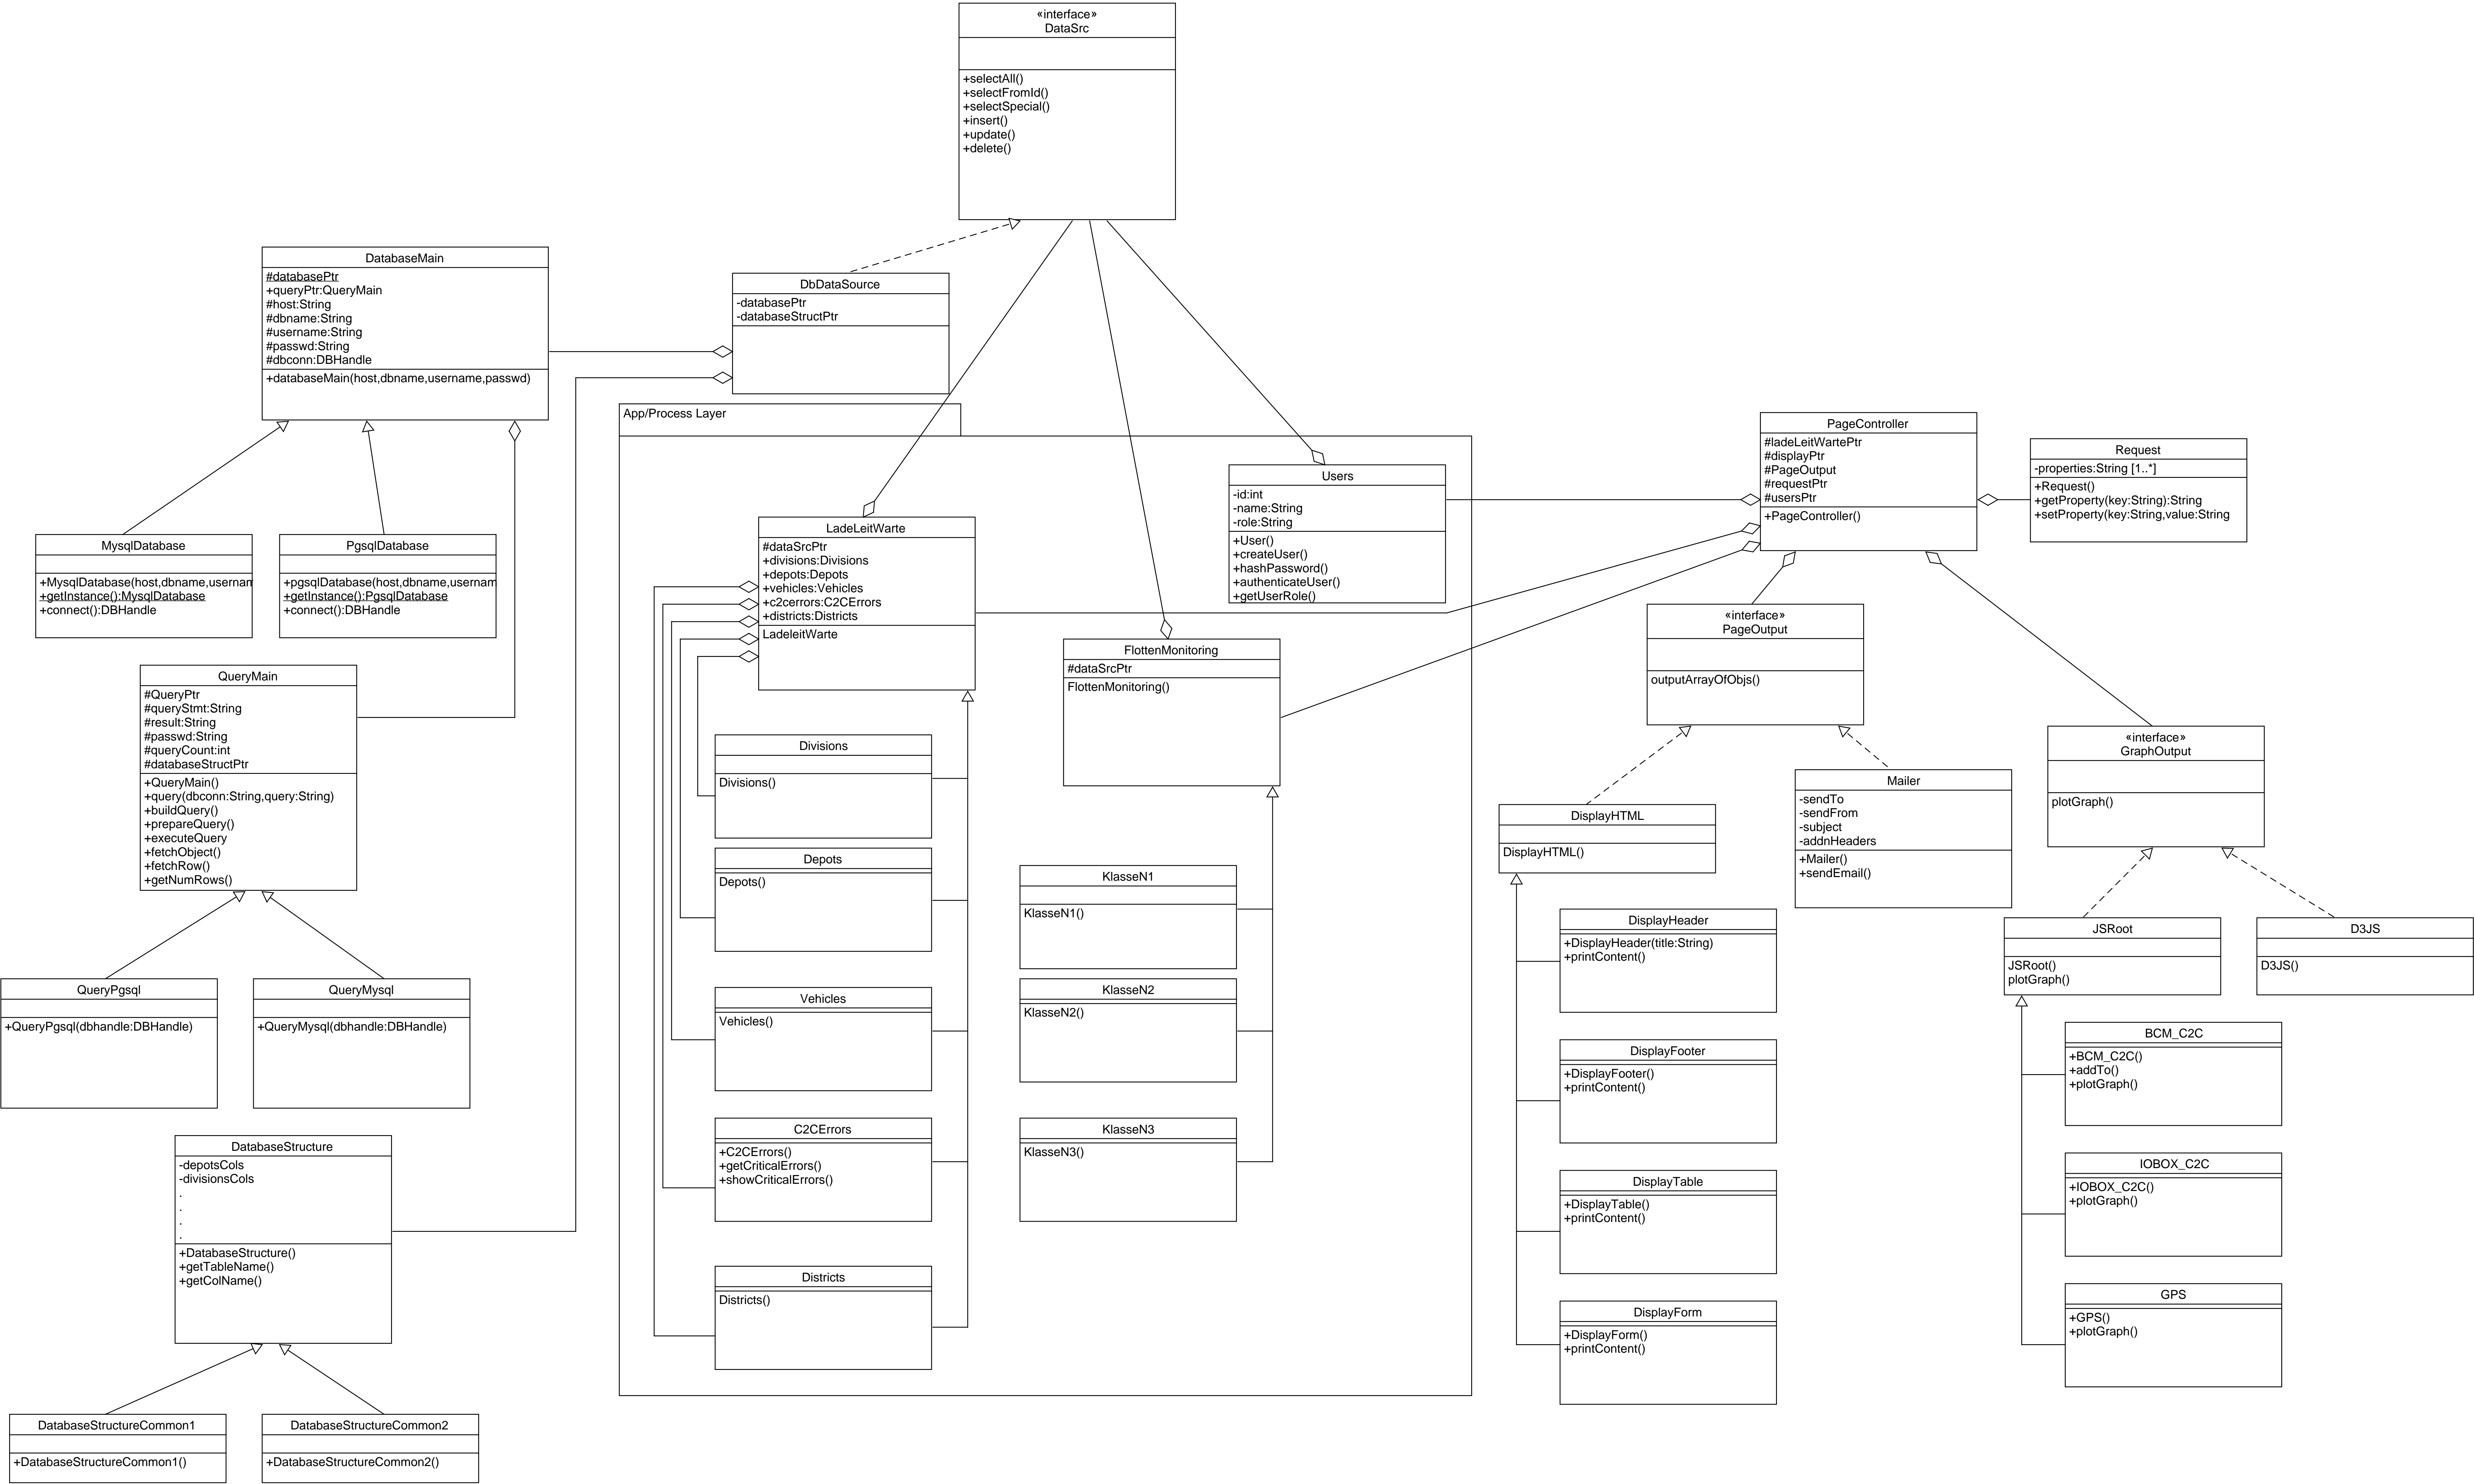 «interface»
DataSrc
+selectAll()
+selectFromId()
+selectSpecial()
+insert()
+update()
+delete()
DatabaseMain
#databasePtr
+queryPtr:QueryMain
#host:String
#dbname:String
#username:String
#passwd:String
#dbconn:DBHandle
+databaseMain(host,dbname,username,passwd)
DbDataSource
-databasePtr
-databaseStructPtr
MysqlDatabase
+MysqlDatabase(host,dbname,usernam
+getInstance():MysqlDatabase
+connect():DBHandle
PgsqlDatabase
+pgsqlDatabase(host,dbname,usernam
+getInstance():PgsqlDatabase
+connect():DBHandle
QueryMain
#QueryPtr
#queryStmt:String
#result:String
#passwd:String
#queryCount:int
#databaseStructPtr
+QueryMain()
+query(dbconn:String,query:String)
+buildQuery()
+prepareQuery()
+executeQuery
+fetchObject()
+fetchRow()
+getNumRows()
QueryPgsql
+QueryPgsql(dbhandle:DBHandle)
QueryMysql
+QueryMysql(dbhandle:DBHandle)
DatabaseStructure
-depotsCols
-divisionsCols
.
.
.
.
+DatabaseStructure()
+getTableName()
+getColName()
DatabaseStructureCommon1
+DatabaseStructureCommon1()
DatabaseStructureCommon2
+DatabaseStructureCommon2()
App/Process Layer
LadeLeitWarte
#dataSrcPtr
+divisions:Divisions
+depots:Depots
+vehicles:Vehicles
+c2cerrors:C2CErrors
+districts:Districts
LadeleitWarte
Users
-id:int
-name:String
-role:String
+User()
+createUser()
+hashPassword()
+authenticateUser()
+getUserRole()
FlottenMonitoring
#dataSrcPtr
FlottenMonitoring()
Divisions
Divisions()
Depots
Depots()
Vehicles
Vehicles()
C2CErrors
+C2CErrors()
+getCriticalErrors()
+showCriticalErrors()
Districts
Districts()
KlasseN1
KlasseN1()
KlasseN2
KlasseN2()
KlasseN3
KlasseN3()
PageController
#ladeLeitWartePtr
#displayPtr
#PageOutput
#requestPtr
#usersPtr
+PageController()
Request
-properties:String [1..*]
+Request()
+getProperty(key:String):String
+setProperty(key:String,value:String
«interface»
PageOutput
outputArrayOfObjs()
«interface»
GraphOutput
plotGraph()
DisplayHTML
DisplayHTML()
Mailer
-sendTo
-sendFrom
-subject
-addnHeaders
+Mailer()
+sendEmail()
DisplayHeader
+DisplayHeader(title:String)
+printContent()
DisplayFooter
+DisplayFooter()
+printContent()
DisplayTable
+DisplayTable()
+printContent()
DisplayForm
+DisplayForm()
+printContent()
JSRoot
JSRoot()
plotGraph()
D3JS
D3JS()
BCM_C2C
+BCM_C2C()
+addTo()
+plotGraph()
IOBOX_C2C
+IOBOX_C2C()
+plotGraph()
GPS
+GPS()
+plotGraph()